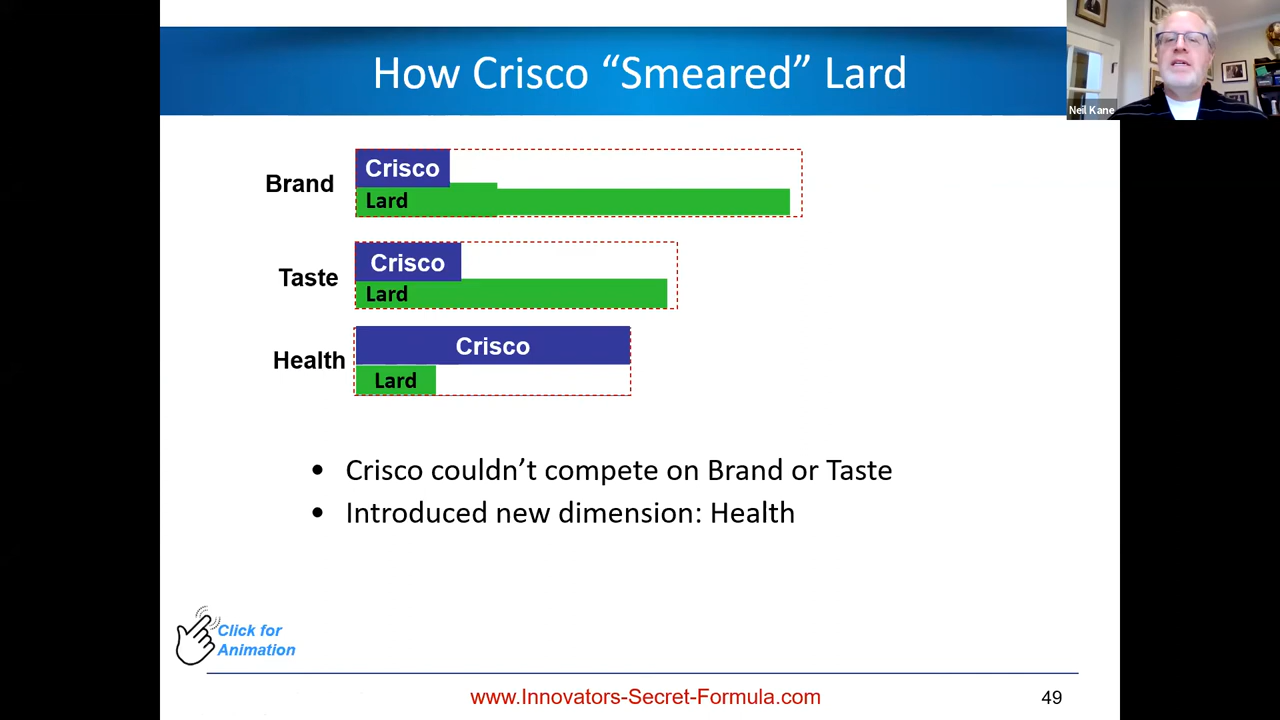 How Crisco “Smeared” Lard
Neil Kane
Brand
Crisco
Lard
Taste
Crisco
Lard
Health
Crisco
Lard
• Crisco couldn’t compete on Brand or Taste
• Introduced new dimension: Health
Click for
Animation
www.Innovators-Secret-Formula.com
49